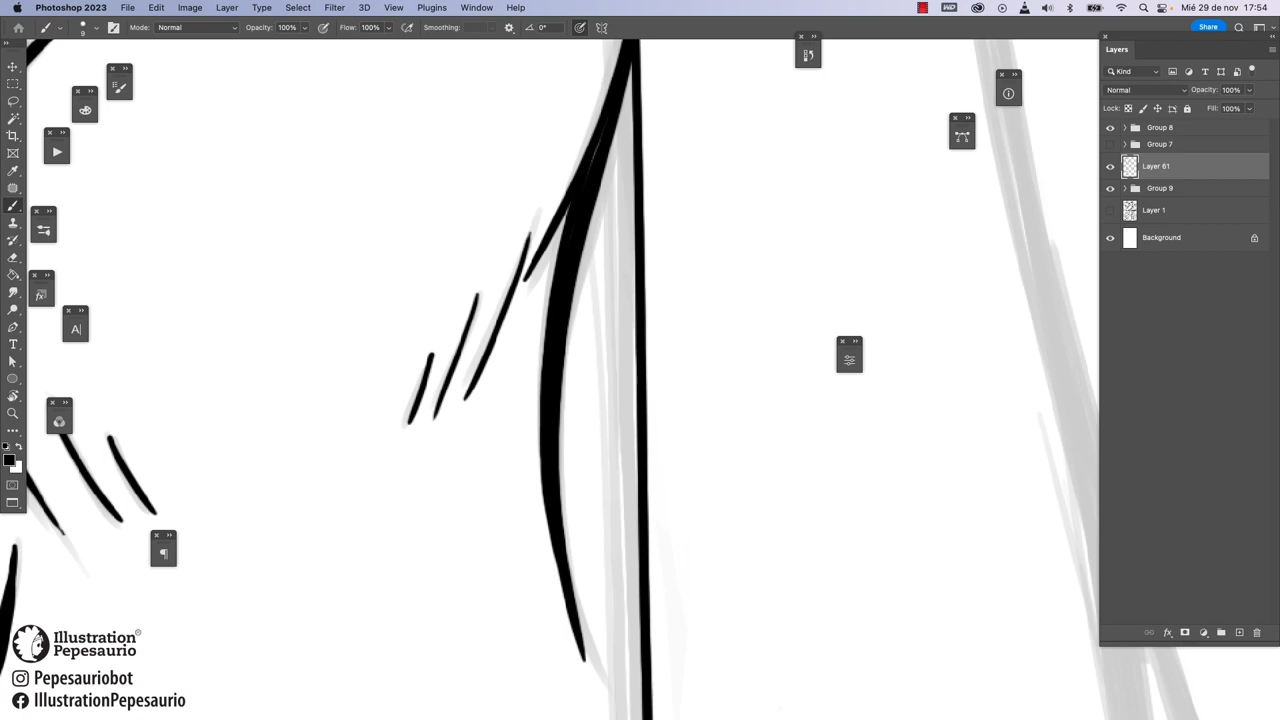 Photoshop 2023 File Edit Image Layer Type Select Filter 3D View Plugins Window Help Mié 29 de nov 17:54
9 Mode: Normal Opacity: 100% Flow: 100% Smoothing: 0° Share
Layers
Kind
Normal Opacity: 100%
Lock: Fill: 100%
Group 8
Group 7
Layer 61
Group 9
Layer 1
Background
Illustration
Pepesaurio
Pepesauriobot
IllustrationPepesaurio